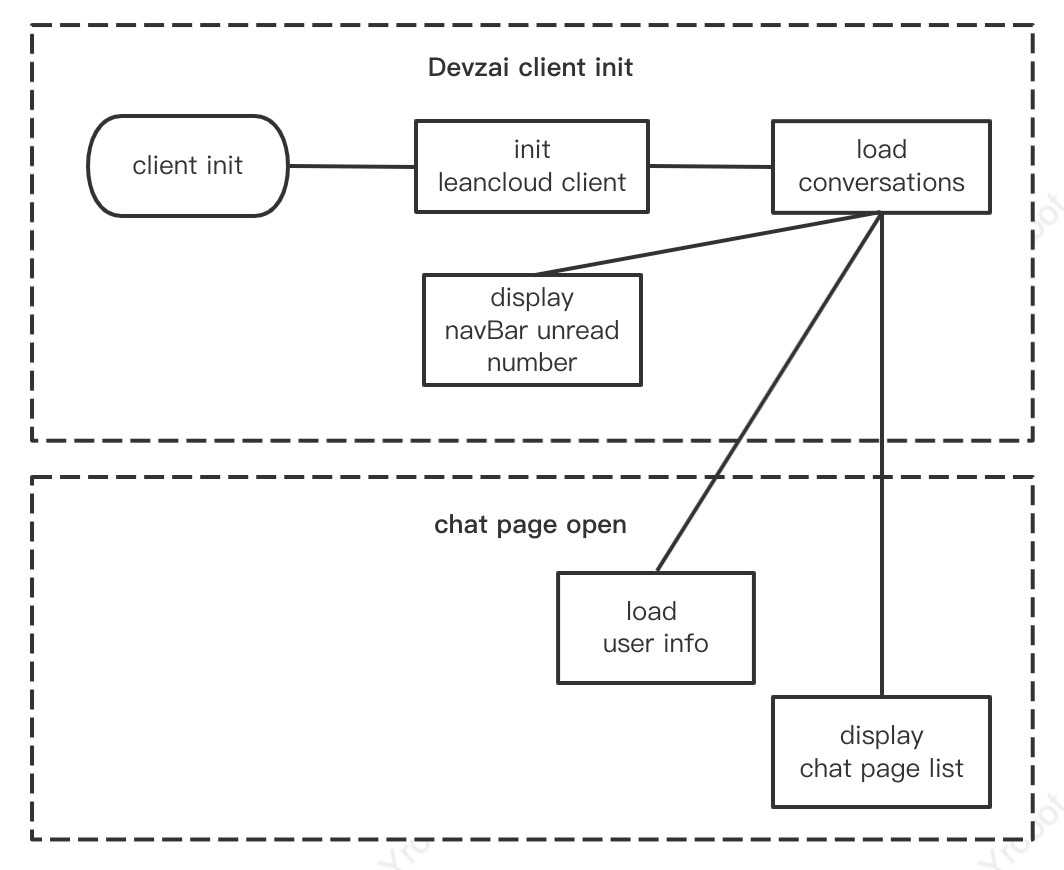 Devzai client init
client init
init
leancloud client
load
conversations
display
navBar unread
number
chat page open
load
user info
display
chat page list